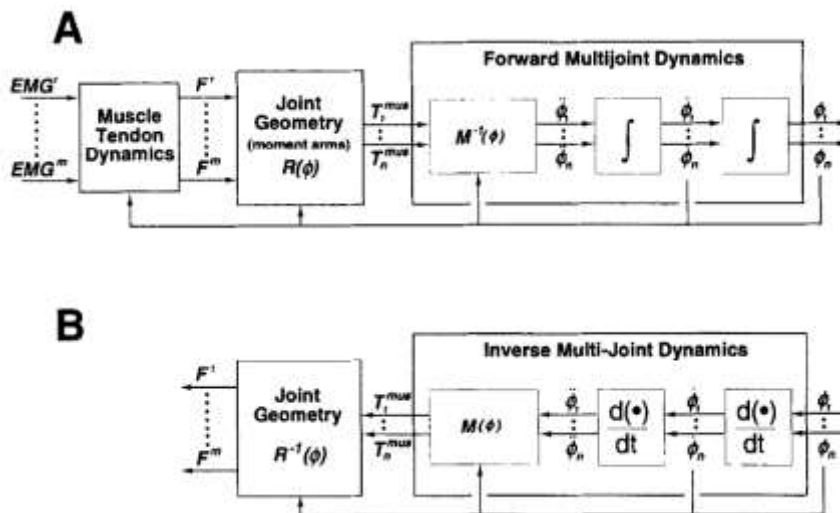 A
Forward Multijoint Dynamics
EMG¹
EMGᵐ
Muscle
Tendon
Dynamics
F¹
Fᵐ
Joint
Geometry
(moment arms)
R(ϕ)
T₁ᵐᵘˢ
Tₙᵐᵘˢ
M⁻¹(ϕ)
ϕ̈₁
ϕ̈ₙ
∫
ϕ̇₁
ϕ̇ₙ
∫
ϕ₁
ϕₙ
B
Inverse Multi-Joint Dynamics
F¹
Fᵐ
Joint
Geometry
R⁻¹(ϕ)
T₁ᵐᵘˢ
Tₙᵐᵘˢ
M(ϕ)
ϕ̈₁
ϕ̈ₙ
d(•)
dt
ϕ̇₁
ϕ̇ₙ
d(•)
dt
ϕ₁
ϕₙ